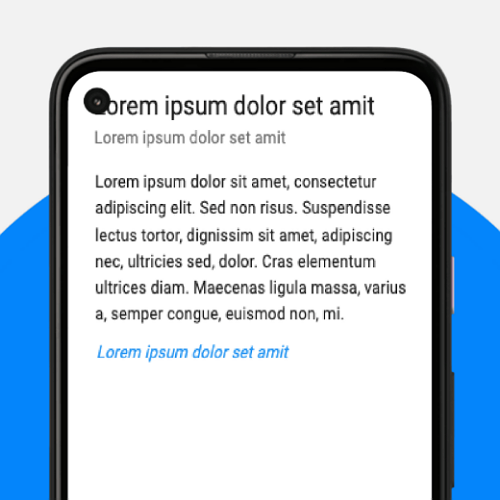 Lorem ipsum dolor set amit
Lorem ipsum dolor set amit
Lorem ipsum dolor sit amet, consectetur
adipiscing elit. Sed non risus. Suspendisse
lectus tortor, dignissim sit amet, adipiscing
nec, ultricies sed, dolor. Cras elementum
ultrices diam. Maecenas ligula massa, varius
a, semper congue, euismod non, mi.
Lorem ipsum dolor set amit